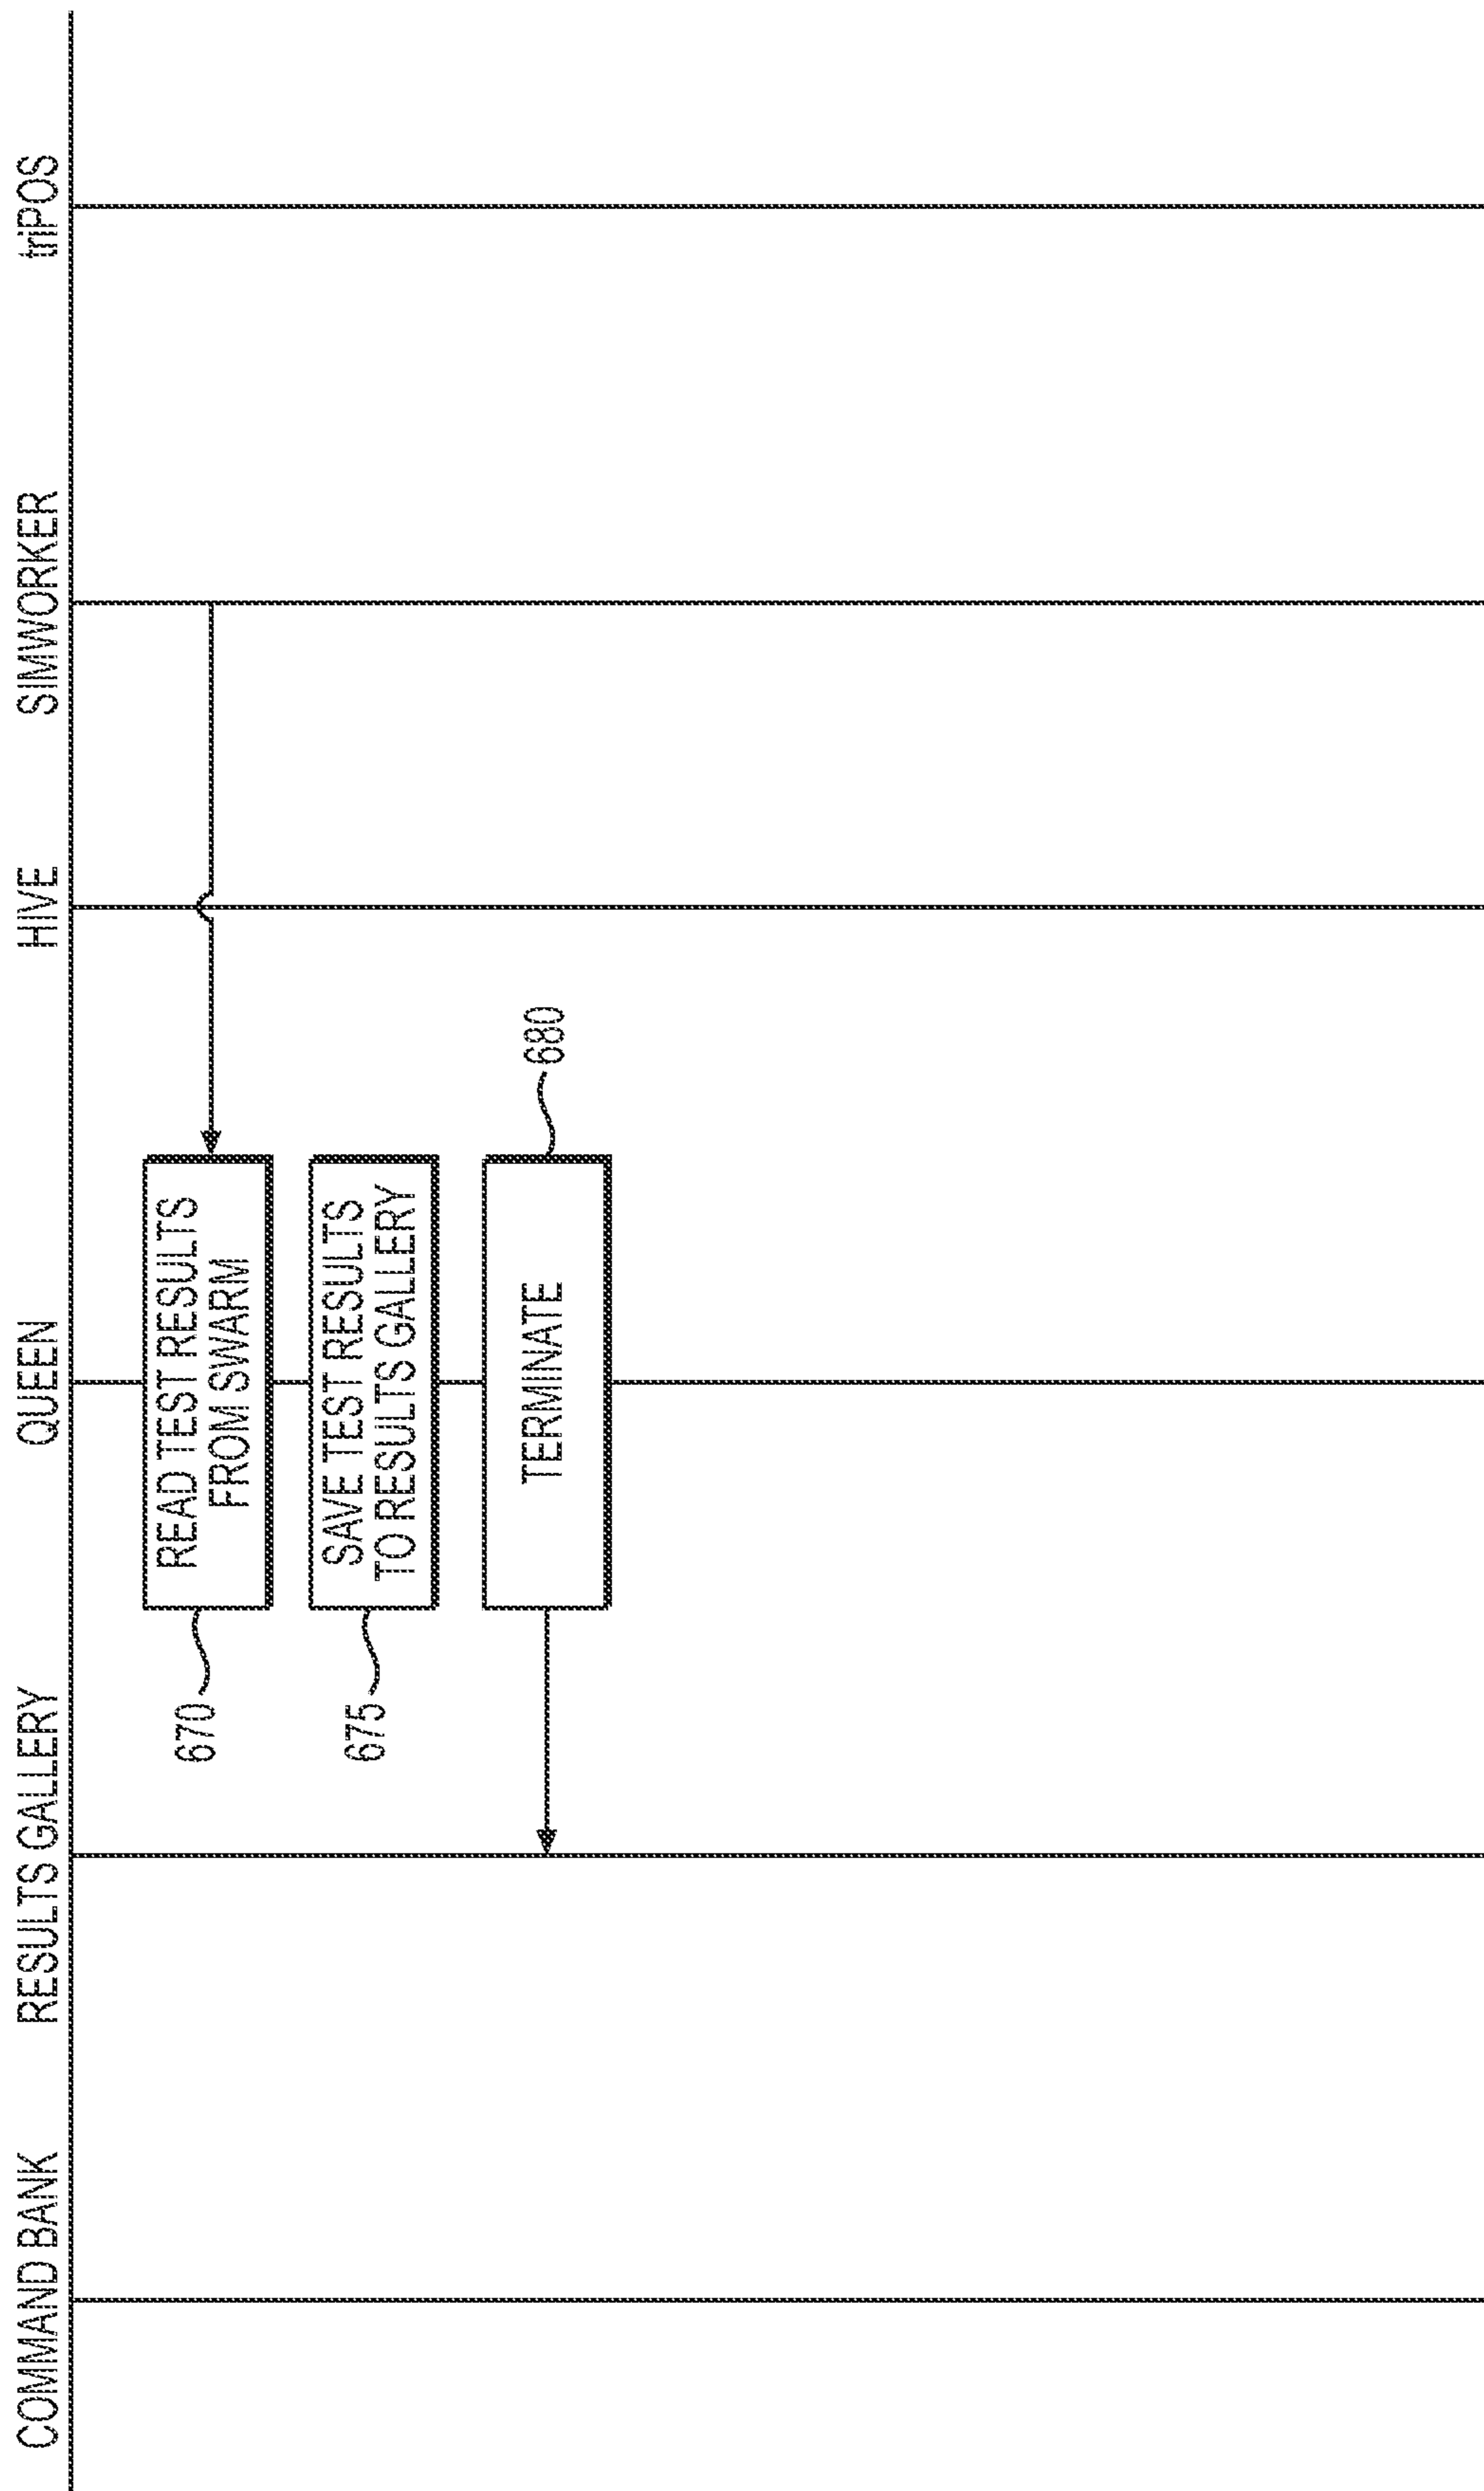 COMMAND BANK
RESULTS GALLERY
QUEEN
HIVE
SIMWORKER
triPOS
670
READ TEST RESULTS
FROM SWARM
675
SAVE TEST RESULTS
TO RESULTS GALLERY
TERMINATE
680